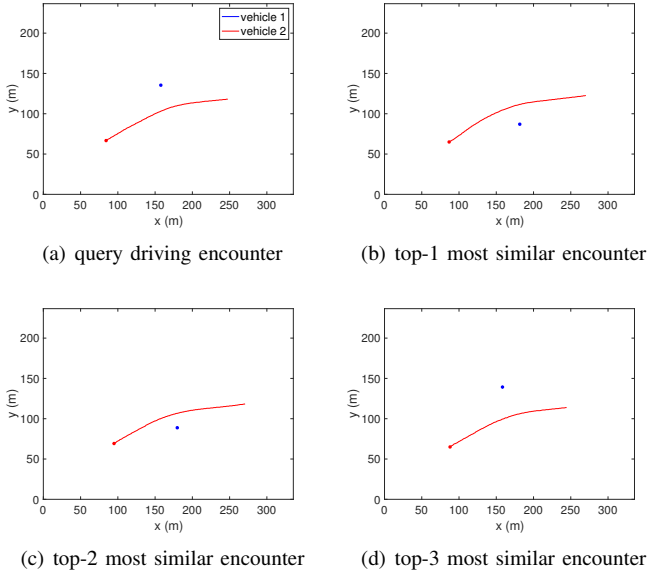 vehicle 1
vehicle 2
200
150
100
50
0
y (m)
0 50 100 150 200 250 300
x (m)
(a) query driving encounter
200
150
100
50
0
y (m)
0 50 100 150 200 250 300
x (m)
(b) top-1 most similar encounter
200
150
100
50
0
y (m)
0 50 100 150 200 250 300
x (m)
(c) top-2 most similar encounter
200
150
100
50
0
y (m)
0 50 100 150 200 250 300
x (m)
(d) top-3 most similar encounter